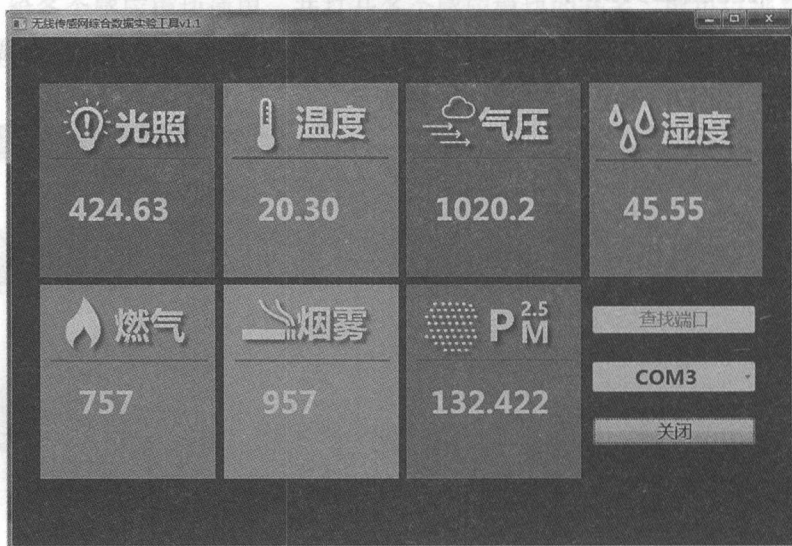 无线传感网综合数据实验工具v1.1
光照
424.63
温度
20.30
气压
1020.2
湿度
45.55
燃气
757
烟雾
957
PM2.5
132.422
查找端口
COM3
关闭